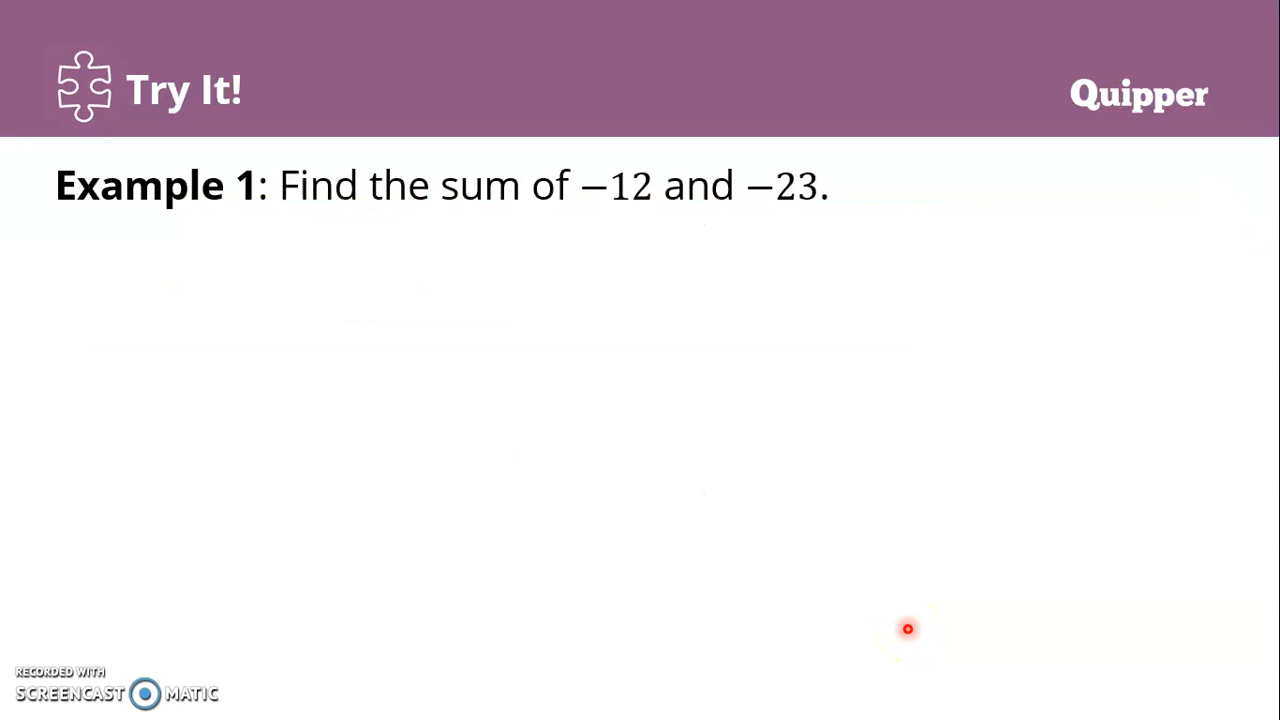 Try It!
Quipper
Example 1: Find the sum of −12 and −23.
RECORDED WITH
SCREENCAST MATIC